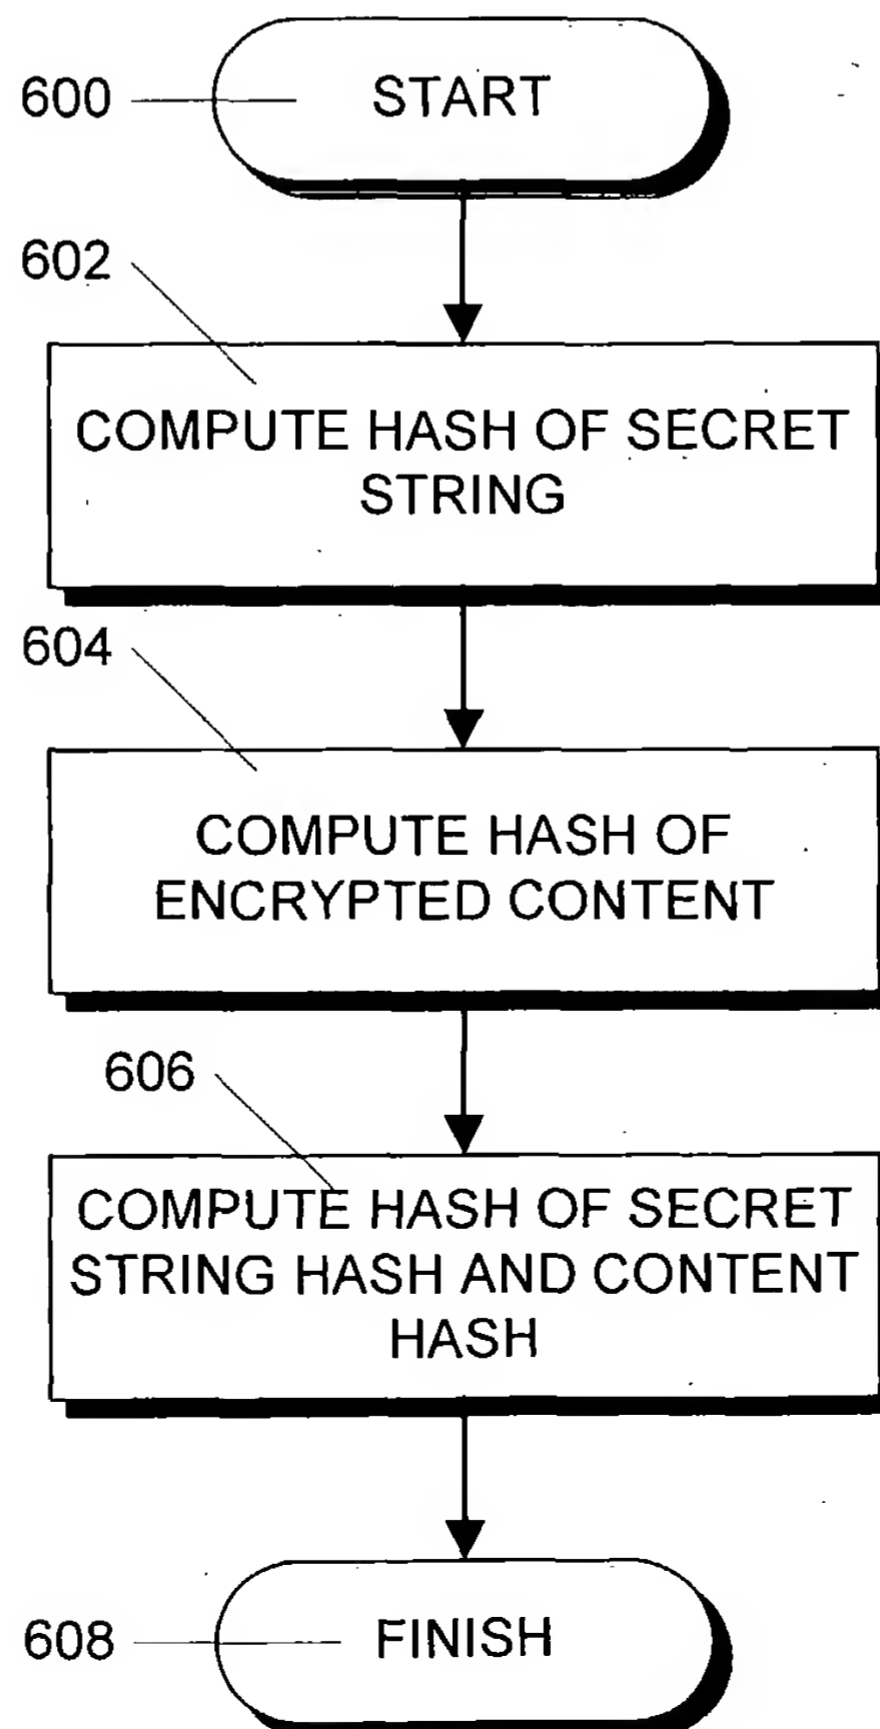 600
START
602
COMPUTE HASH OF SECRET
STRING
604
COMPUTE HASH OF
ENCRYPTED CONTENT
606
COMPUTE HASH OF SECRET
STRING HASH AND CONTENT
HASH
608
FINISH